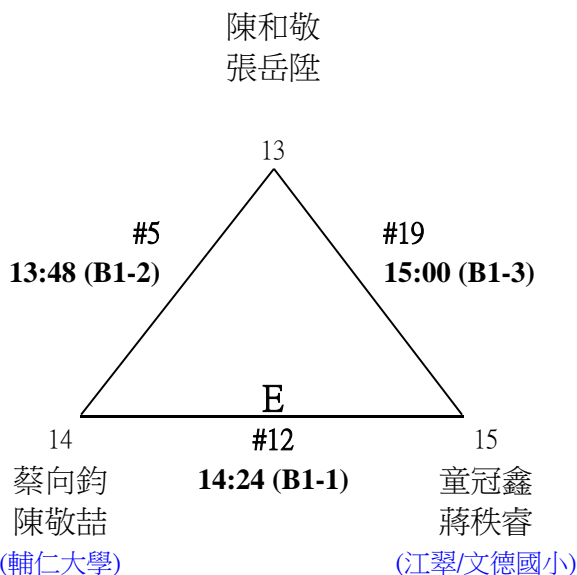 陳和敬
張岳陞
13
#5
13:48 (B1-2)
#19
15:00 (B1-3)
E
14
#12
15
蔡向鈞
14:24 (B1-1)
童冠鑫
陳敬喆
蔣秩睿
(輔仁大學)
(江翠/文德國小)